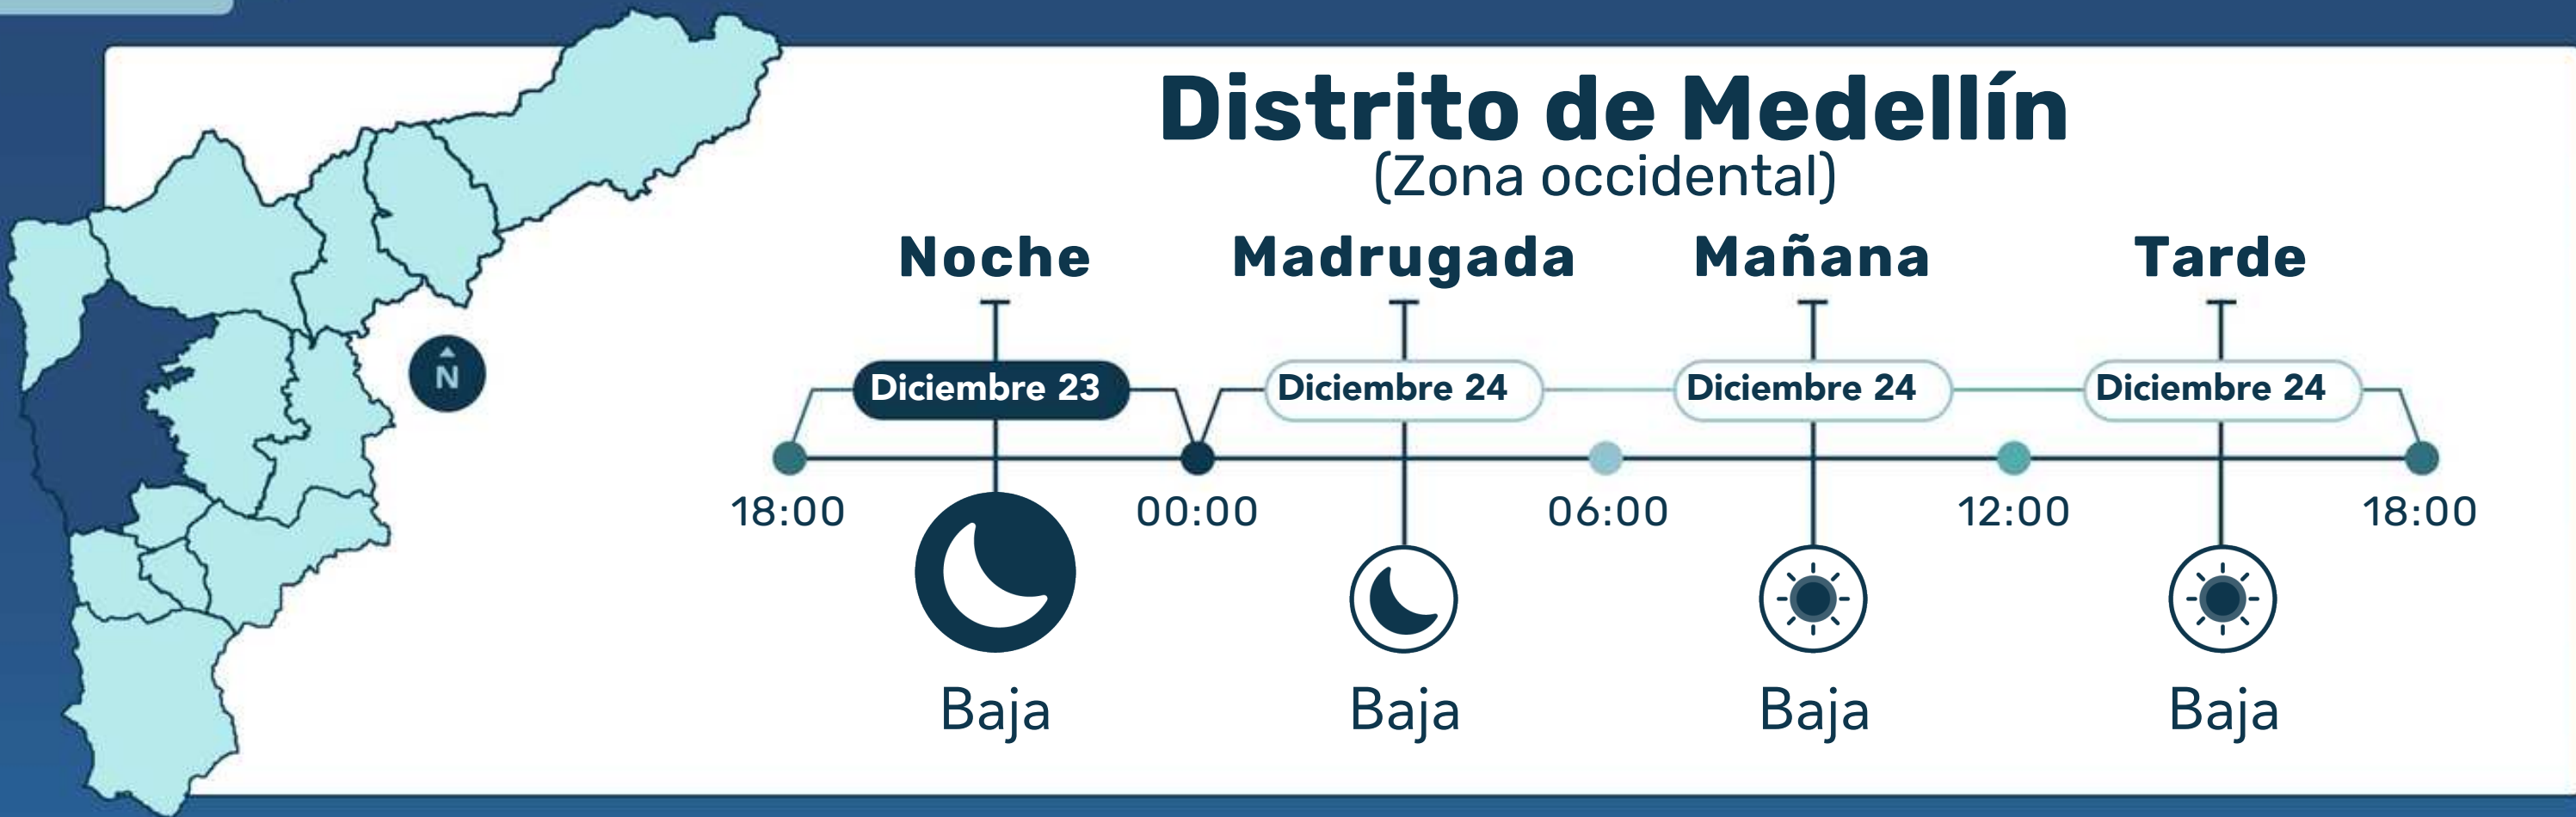 Distrito de Medellín
(Zona occidental)
Noche Madrugada Mañana Tarde
N
Diciembre 23 Diciembre 24 Diciembre 24 Diciembre 24
18:00 00:00 06:00 12:00 18:00
Baja Baja Baja Baja